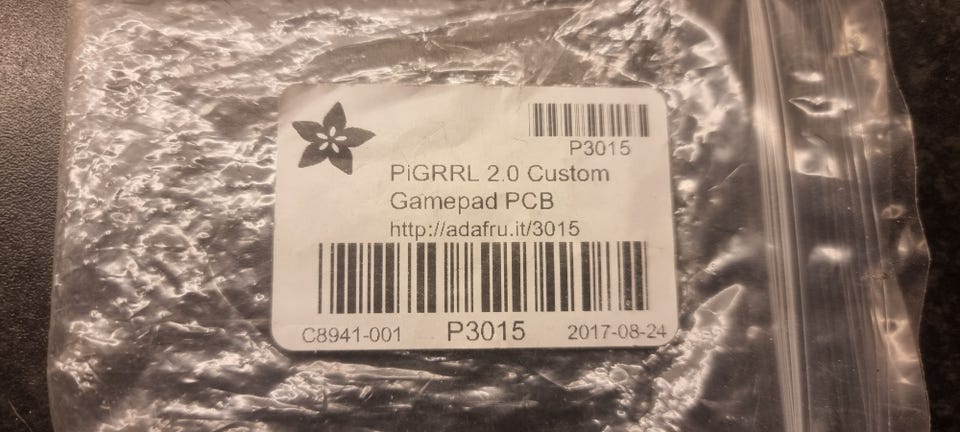 P3015
PiGRRL 2.0 Custom
Gamepad PCB
http://adafru.it/3015
C8941-001 P3015 2017-08-24